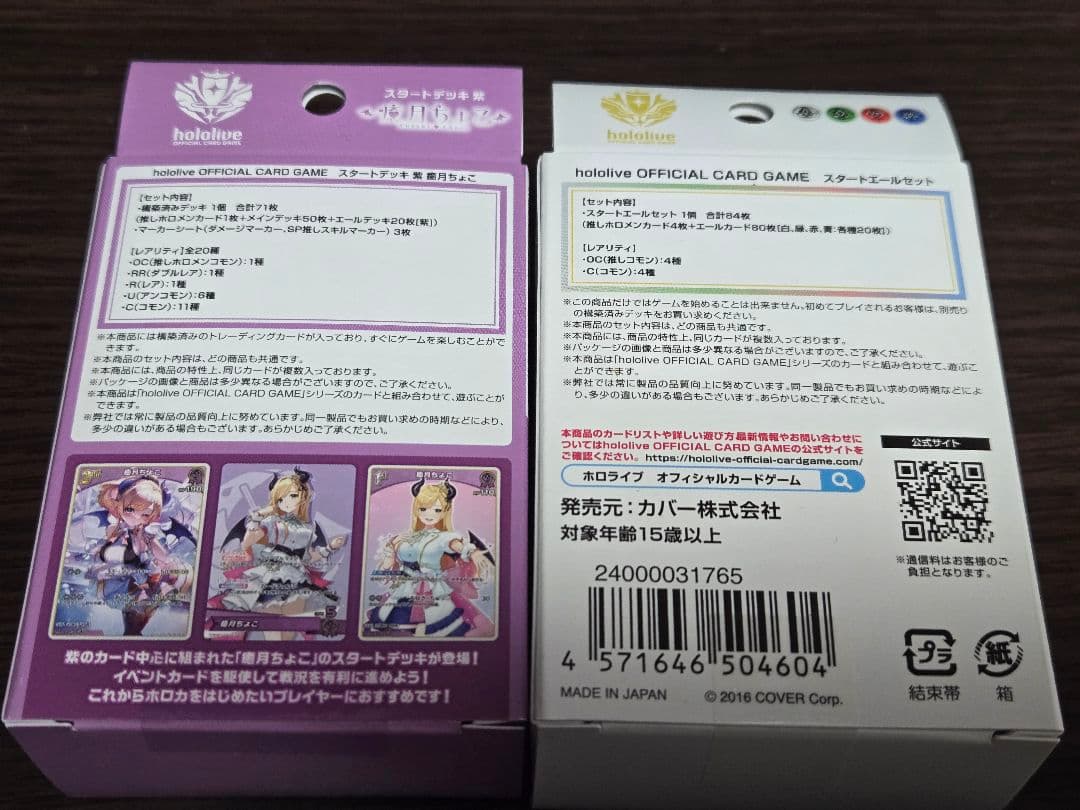 hololive
OFFICIAL CARD GAME
スタートデッキ 紫
癒月ちょこ
hololive OFFICIAL CARD GAME スタートデッキ 紫 癒月ちょこ
【セット内容】
・構築済みデッキ 1個 合計71枚
(推しホロメンカード1枚+メインデッキ50枚+エールデッキ20枚[紫])
・マーカーシート(ダメージマーカー、SP推しスキルマーカー) 3枚
【レアリティ】全20種
・OC(推しホロメンコモン):1種
・RR(ダブルレア):1種
・R(レア):1種
・U(アンコモン):6種
・C(コモン):11種
※本商品には構築済みのトレーディングカードが入っており、すぐにゲームを楽しむことがで
きます。
※本商品のセット内容は、どの商品も共通です。
※本商品には、商品の特性上、同じカードが複数入っております。
※パッケージの画像と商品は多少異なる場合がございますので、ご了承ください。
※本商品は「hololive OFFICIAL CARD GAME」シリーズのカードと組み合わせて、遊ぶことが
できます。
※弊社では常に製品の品質向上に努めています。同一製品でもお買い求めの時期などにより、
多少の違いがある場合もございます。あらかじめご了承ください。
癒月ちょこ
190
癒月ちょこ
5
癒月ちょこ
110
紫のカード中心に組まれた「癒月ちょこ」のスタートデッキが登場!
イベントカードを駆使して戦況を有利に進めよう!
これからホロカをはじめたいプレイヤーにおすすめです!
hololive
OFFICIAL CARD GAME
hololive OFFICIAL CARD GAME スタートエールセット
【セット内容】
・スタートエールセット 1個 合計84枚
(推しホロメンカード4枚+エールカード80枚[白、緑、赤、青:各種20枚])
【レアリティ】
・OC(推しコモン):4種
・C(コモン):4種
※この商品だけではゲームを始めることは出来ません。初めてプレイされるお客様は、別売り
の構築済みデッキをお買い求めください。
※本商品のセット内容は、どの商品も共通です。
※本商品には、商品の特性上、同じカードが複数入っております。
※パッケージの画像と商品は多少異なる場合がございますので、ご了承ください。
※本商品は「hololive OFFICIAL CARD GAME」シリーズのカードと組み合わせて、遊ぶこ
とができます。
※弊社では常に製品の品質向上に努めています。同一製品でもお買い求めの時期などによ
り、多少の違いがある場合もございます。あらかじめご了承ください。
本商品のカードリストや詳しい遊び方、最新情報やお問い合わせに
ついてはhololive OFFICIAL CARD GAMEの公式サイトを
ご確認ください。 https://hololive-official-cardgame.com/
ホロライブ オフィシャルカードゲーム
公式サイト
発売元:カバー株式会社
対象年齢15歳以上
※通信料はお客様のご
負担となります。
24000031765
4 571646 504604
MADE IN JAPAN
© 2016 COVER Corp.
プラ
結束帯
紙
箱